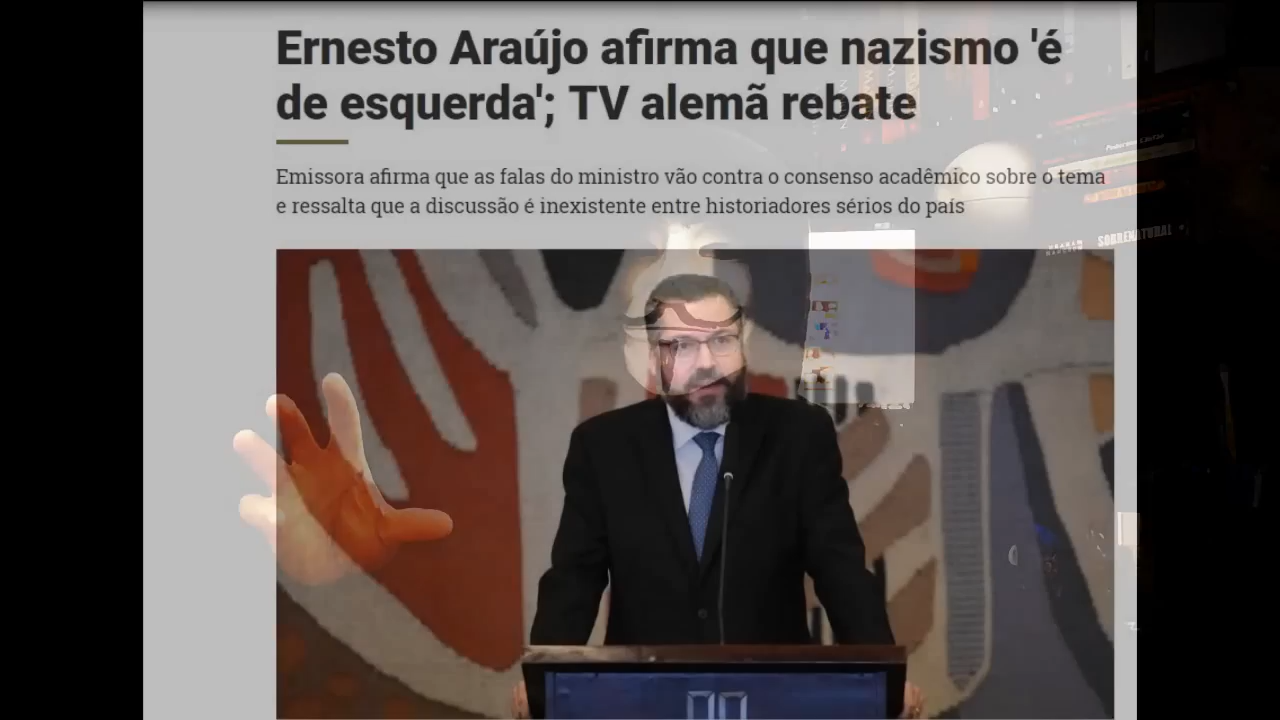 Ernesto Araújo afirma que nazismo 'é
de esquerda'; TV alemã rebate
Emissora afirma que as falas do ministro vão contra o consenso acadêmico sobre o tema
e ressalta que a discussão é inexistente entre historiadores sérios do país
SOBRENATURAL